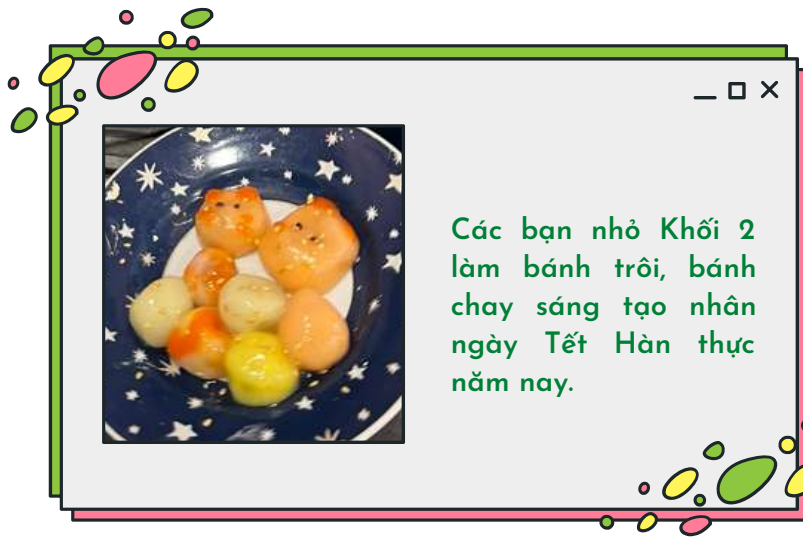 Các bạn nhỏ Khối 2
làm bánh trôi, bánh
chay sáng tạo nhân
ngày Tết Hàn thực
năm nay.